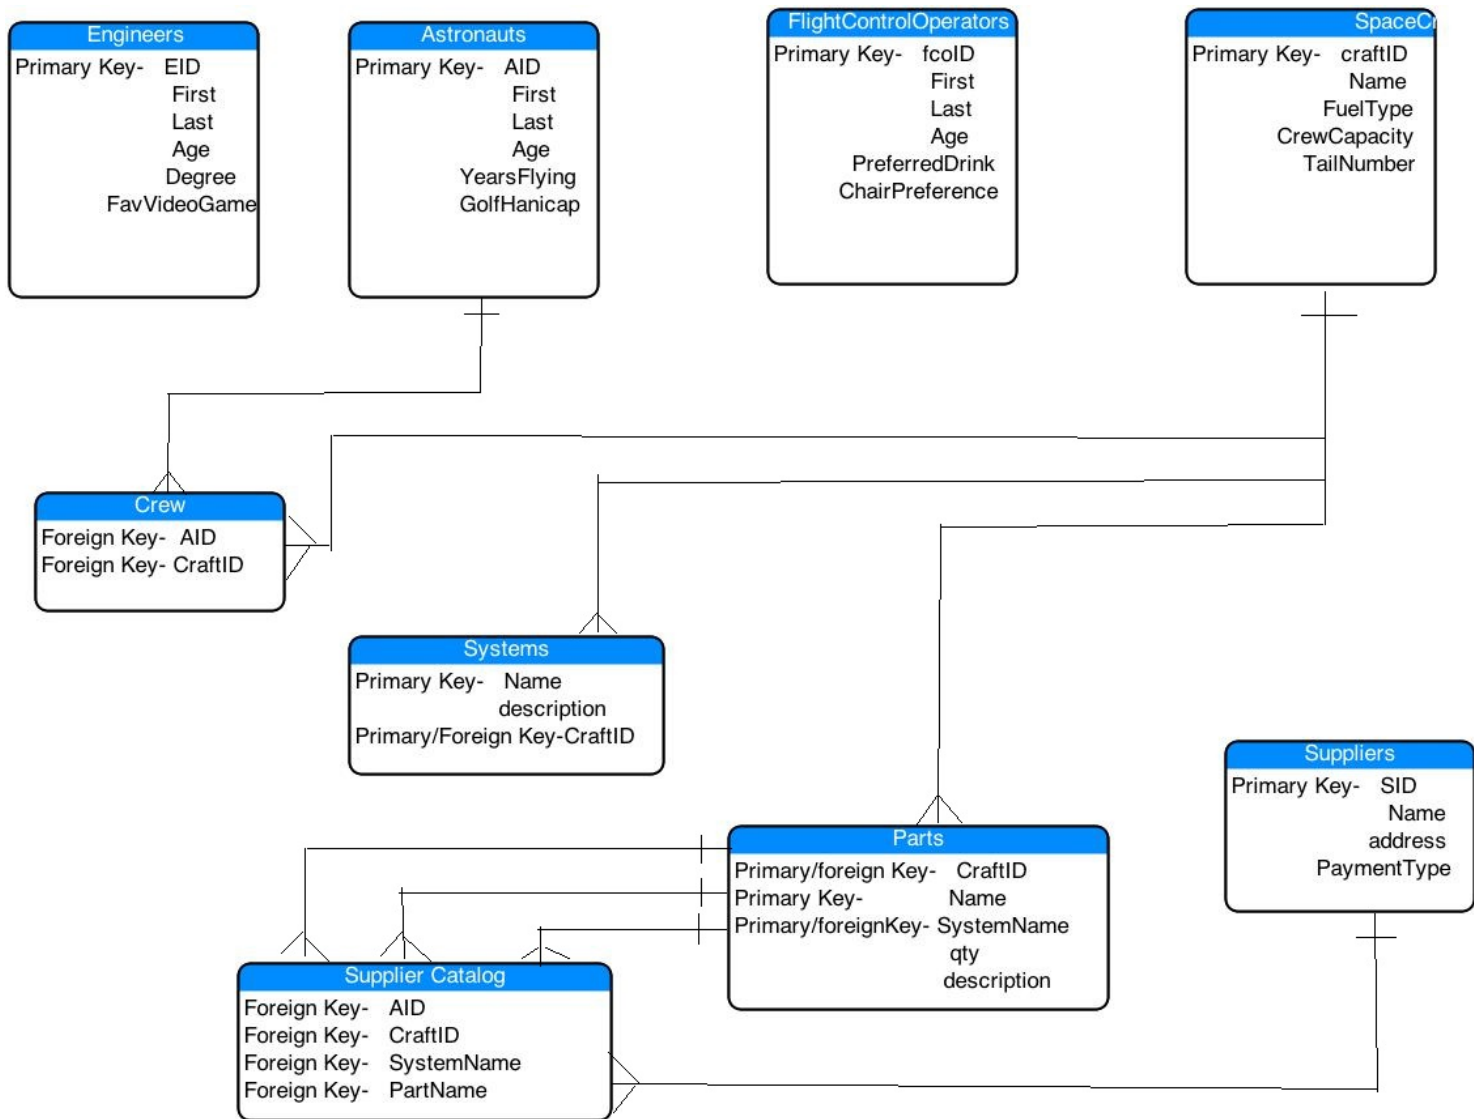 Engineers
Primary Key- EID
First
Last
Age
Degree
FavVideoGame
Astronauts
Primary Key- AID
First
Last
Age
YearsFlying
GolfHanicap
FlightControlOperators
Primary Key- fcoID
First
Last
Age
PreferredDrink
ChairPreference
SpaceCr
Primary Key- craftID
Name
FuelType
CrewCapacity
TailNumber
Crew
Foreign Key- AID
Foreign Key- CraftID
Systems
Primary Key- Name
description
Primary/Foreign Key-CraftID
Suppliers
Primary Key- SID
Name
address
PaymentType
Parts
Primary/foreign Key- CraftID
Primary Key- Name
Primary/foreignKey- SystemName
qty
description
Supplier Catalog
Foreign Key- AID
Foreign Key- CraftID
Foreign Key- SystemName
Foreign Key- PartName